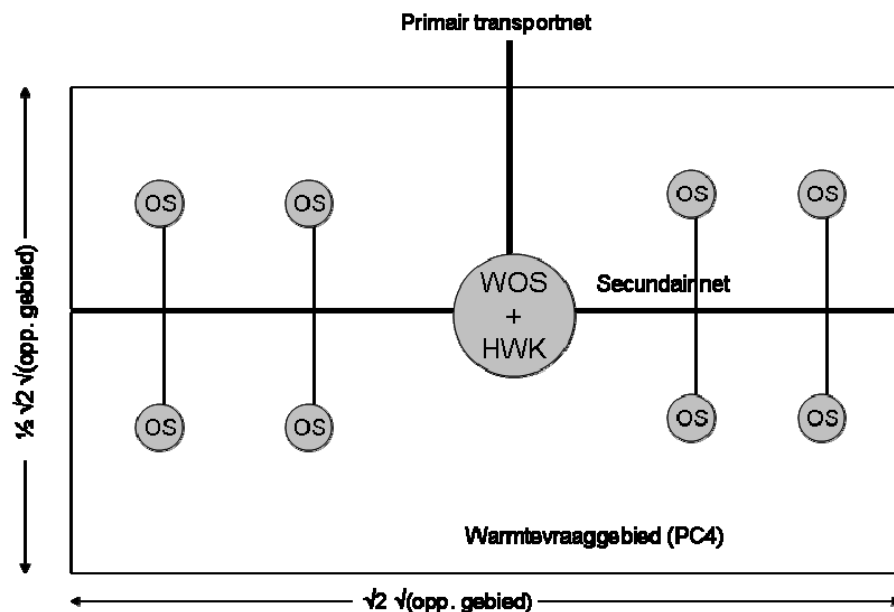 Primair transportnet
½ √2 √(opp. gebied)
OS
OS
OS
OS
WOS
+
HWK
Secundair net
OS
OS
OS
OS
Warmtevraaggebied (PC4)
√2 √(opp. gebied)